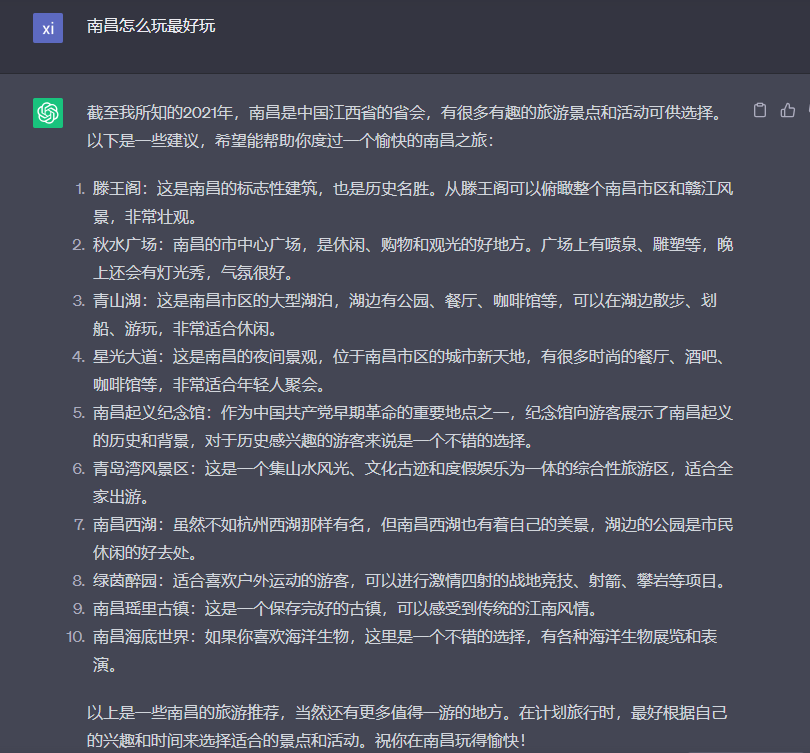 xi
南昌怎么玩最好玩
截至我所知的2021年，南昌是中国江西省的省会，有很多有趣的旅游景点和活动可供选择。
以下是一些建议，希望能帮助你度过一个愉快的南昌之旅：
1. 滕王阁：这是南昌的标志性建筑，也是历史名胜。从滕王阁可以俯瞰整个南昌市区和赣江风
景，非常壮观。
2. 秋水广场：南昌的市中心广场，是休闲、购物和观光的好地方。广场上有喷泉、雕塑等，晚
上还会有灯光秀，气氛很好。
3. 青山湖：这是南昌市区的大型湖泊，湖边有公园、餐厅、咖啡馆等，可以在湖边散步、划
船、游玩，非常适合休闲。
4. 星光大道：这是南昌的夜间景观，位于南昌市区的城市新天地，有很多时尚的餐厅、酒吧、
咖啡馆等，非常适合年轻人聚会。
5. 南昌起义纪念馆：作为中国共产党早期革命的重要地点之一，纪念馆向游客展示了南昌起义
的历史和背景，对于历史感兴趣的游客来说是一个不错的选择。
6. 青岛湾风景区：这是一个集山水风光、文化古迹和度假娱乐为一体的综合性旅游区，适合全
家出游。
7. 南昌西湖：虽然不如杭州西湖那样有名，但南昌西湖也有着自己的美景，湖边的公园是市民
休闲的好去处。
8. 绿茵醉园：适合喜欢户外运动的游客，可以进行激情四射的战地竞技、射箭、攀岩等项目。
9. 南昌瑶里古镇：这是一个保存完好的古镇，可以感受到传统的江南风情。
10. 南昌海底世界：如果你喜欢海洋生物，这里是一个不错的选择，有各种海洋生物展览和表
演。
以上是一些南昌的旅游推荐，当然还有更多值得一游的地方。在计划旅行时，最好根据自己
的兴趣和时间来选择适合的景点和活动。祝你在南昌玩得愉快！